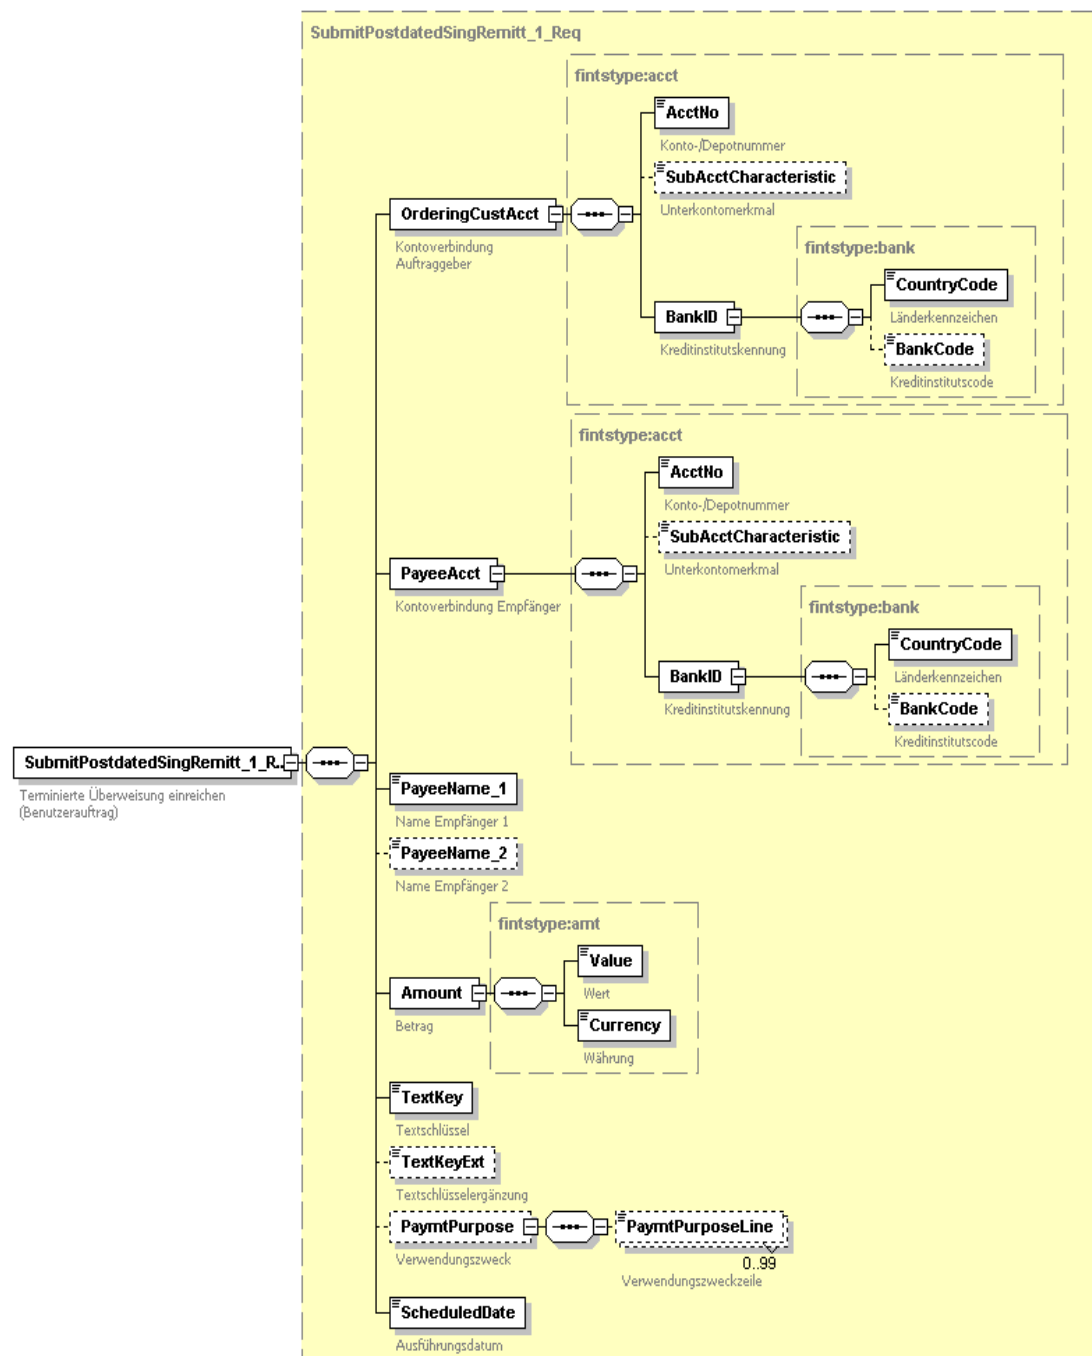 SubmitPostdatedSingRemitt_1_Req
fintstype:acct
AcctNo
Konto-/Depotnummer
SubAcctCharacteristic
Unterkontomerkmal
OrderingCustAcct
Kontoverbindung
Auftraggeber
fintstype:bank
CountryCode
Länderkennzeichen
BankID
Kreditinstitutskennung
BankCode
Kreditinstitutscode
fintstype:acct
AcctNo
Konto-/Depotnummer
SubAcctCharacteristic
Unterkontomerkmal
PayeeAcct
Kontoverbindung Empfänger
fintstype:bank
CountryCode
Länderkennzeichen
BankID
Kreditinstitutskennung
BankCode
Kreditinstitutscode
SubmitPostdatedSingRemitt_1_R..
Terminierte Überweisung einreichen
(Benutzerauftrag)
PayeeName_1
Name Empfänger 1
PayeeName_2
Name Empfänger 2
fintstype:amt
Value
Wert
Amount
Betrag
Currency
Währung
TextKey
Textschlüssel
TextKeyExt
Textschlüsselergänzung
PaymtPurpose
Verwendungszweck
PaymtPurposeLine
0..99
Verwendungszweckzeile
ScheduledDate
Ausführungsdatum